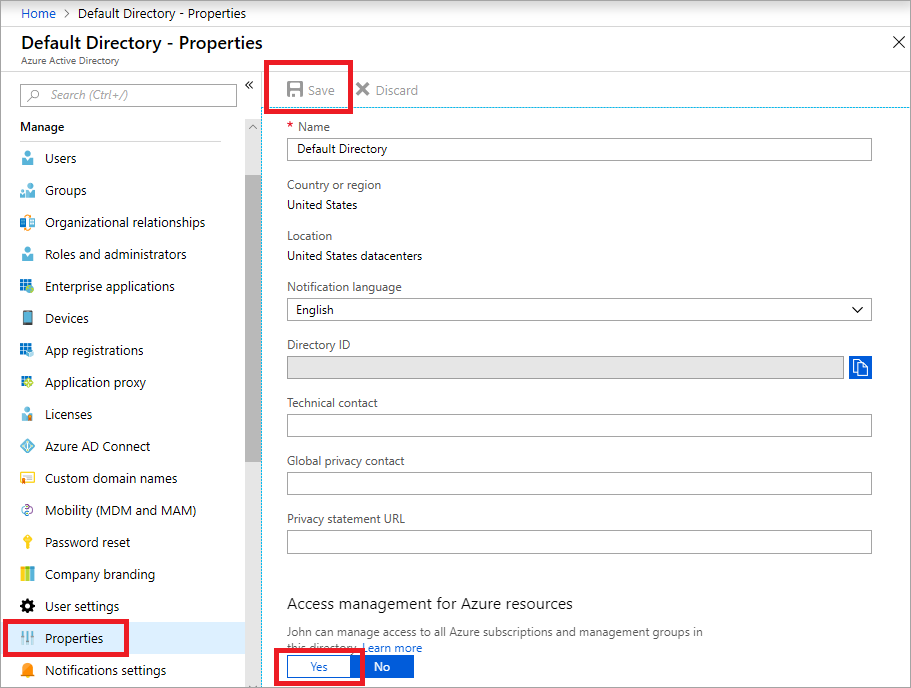 Home > Default Directory - Properties
Default Directory - Properties
Azure Active Directory
Search (Ctrl+/)
«
Manage
Users
Groups
Organizational relationships
Roles and administrators
Enterprise applications
Devices
App registrations
Application proxy
Licenses
Azure AD Connect
Custom domain names
Mobility (MDM and MAM)
Password reset
Company branding
User settings
Properties
Notifications settings
Save Discard
* Name
Default Directory
Country or region
United States
Location
United States datacenters
Notification language
English
Directory ID
Technical contact
Global privacy contact
Privacy statement URL
Access management for Azure resources
John can manage access to all Azure subscriptions and management groups in
this directory. Learn more
Yes No